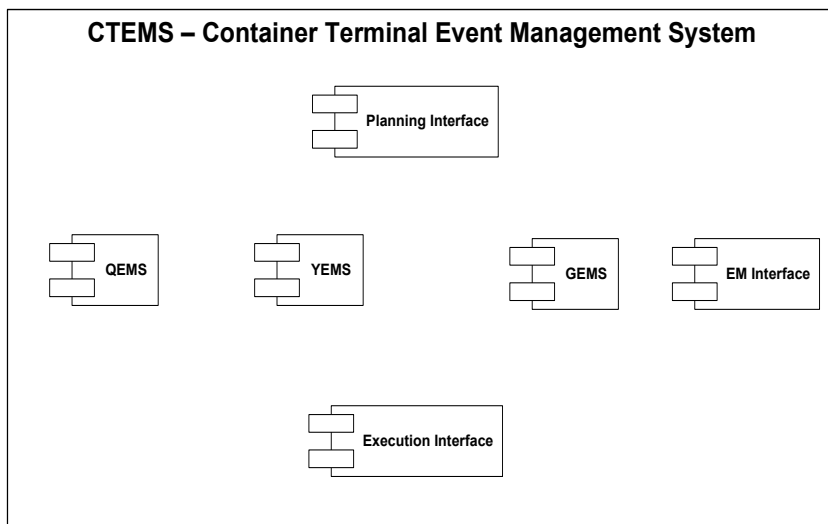 CTEMS – Container Terminal Event Management System
Planning Interface
QEMS
YEMS
GEMS
EM Interface
Execution Interface